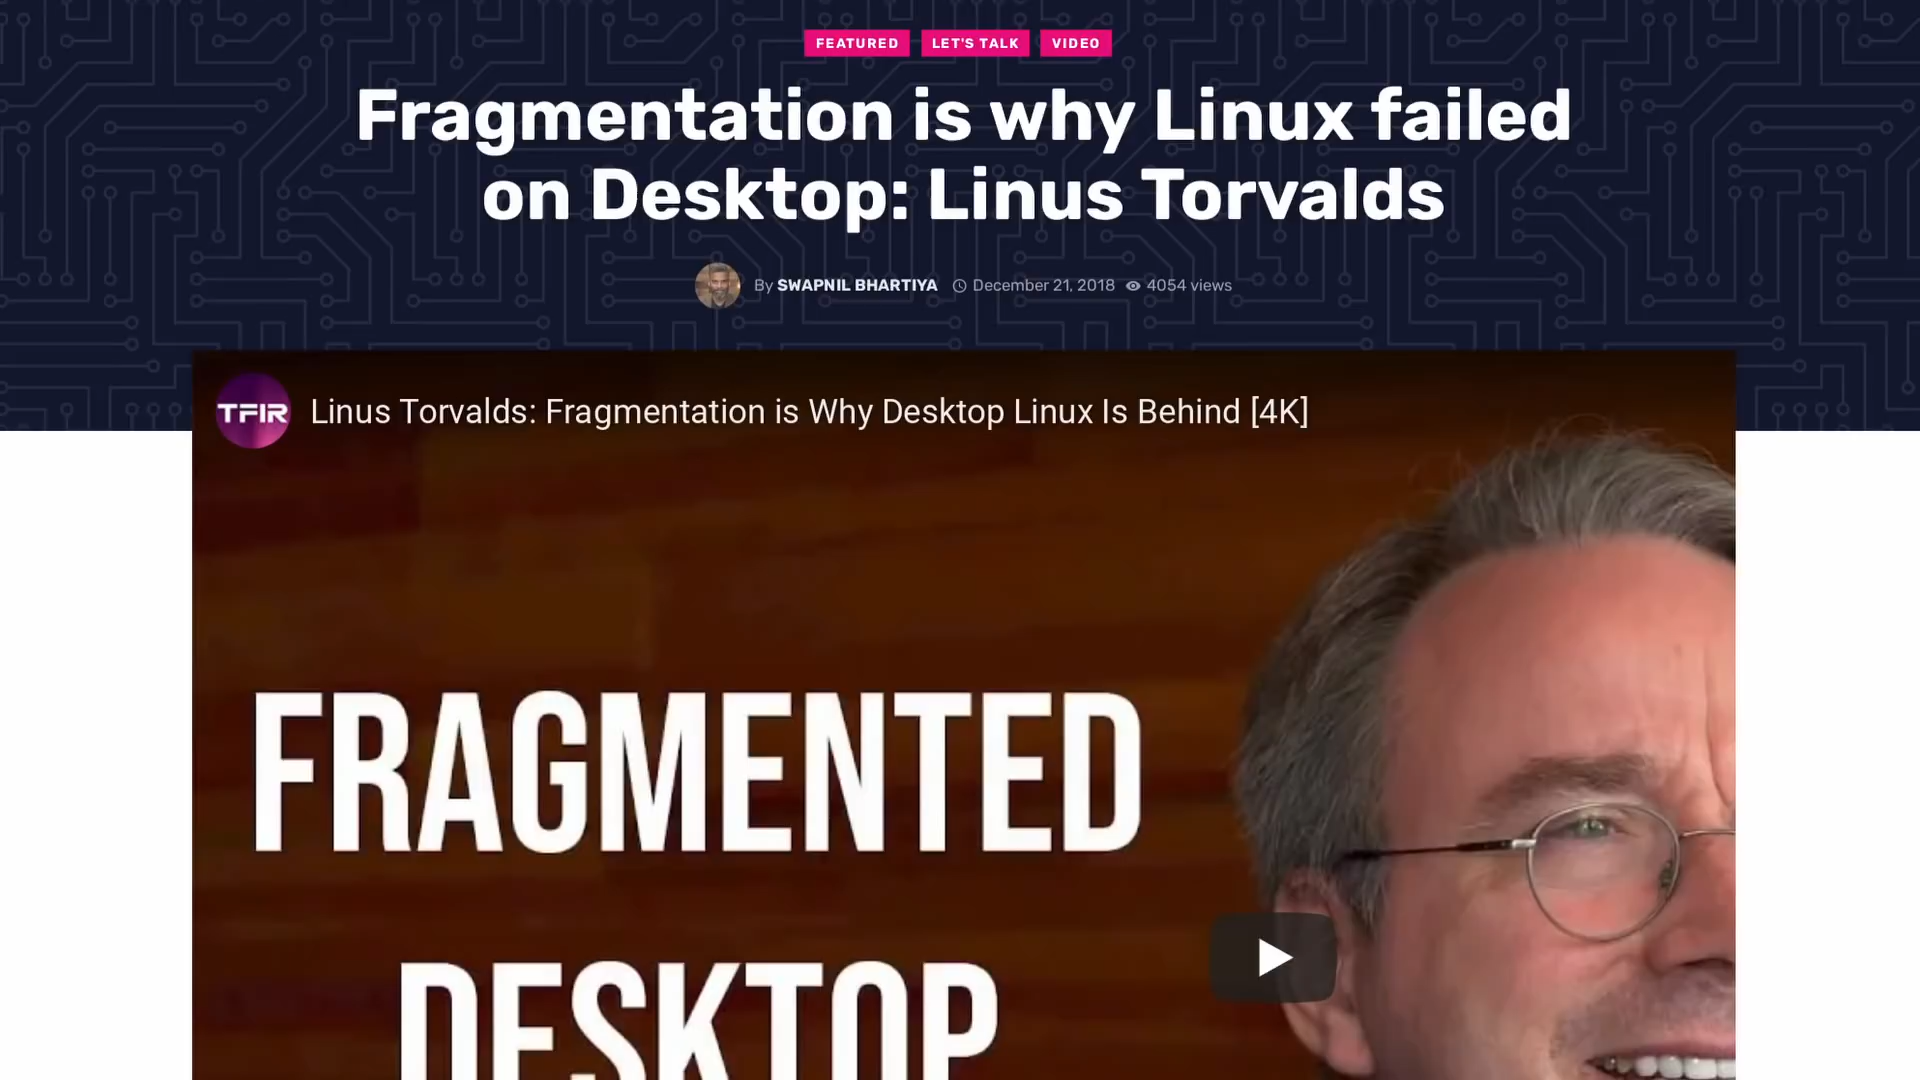 FEATURED LET'S TALK VIDEO
Fragmentation is why Linux failed
on Desktop: Linus Torvalds
By SWAPNIL BHARTIYA December 21, 2018 4054 views
TFIR Linus Torvalds: Fragmentation is Why Desktop Linux Is Behind [4K]
FRAGMENTED
DESKTOP